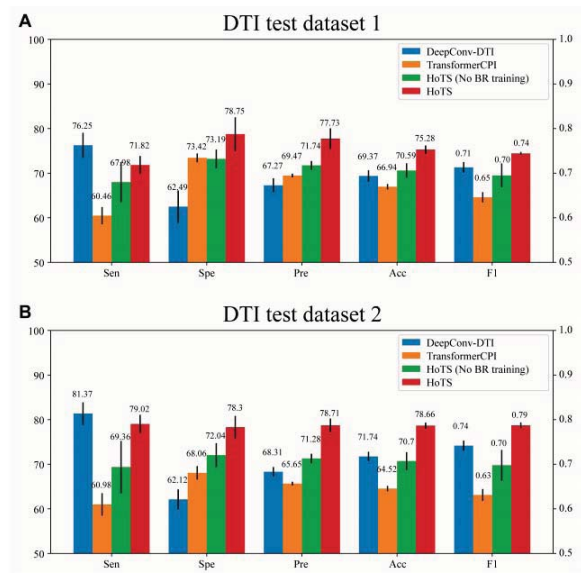 A
DTI test dataset 1
DeepConv-DTI
TransformerCPI
HoTS (No BR training)
HoTS
100
90
80
70
60
50
1.0
0.9
0.8
0.7
0.6
0.5
76.25
60.46
67.98
71.82
62.49
73.42
73.19
78.75
67.27
69.47
71.74
77.73
69.37
66.94
70.59
75.28
0.71
0.65
0.70
0.74
Sen
Spe
Pre
Acc
F1
B
DTI test dataset 2
DeepConv-DTI
TransformerCPI
HoTS (No BR training)
HoTS
100
90
80
70
60
50
1.0
0.9
0.8
0.7
0.6
0.5
81.37
60.98
69.36
79.02
62.12
68.06
72.04
78.3
68.31
65.65
71.28
78.71
71.74
64.52
70.7
78.66
0.74
0.63
0.70
0.79
Sen
Spe
Pre
Acc
F1